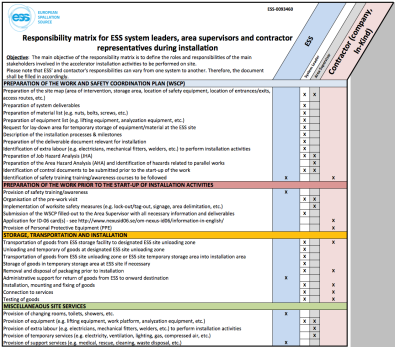 ess
EUROPEAN
SPALLATION
SOURCE
ESS-0093460
Responsibility matrix for ESS system leaders, area supervisors and contractor
representatives during installation
Objective: The main objective of the responsibility matrix is to define the roles and responsibilities of the main
stakeholders involved in the accelerator installation activities to be performed on site.
Please note that ESS' and contractor's responsibilities can vary from one system to another. Therefore, the document
shall be filled in accordingly.
ESS
System Leader
Area Supervisor
Contractor (company,
In-Kind)
PREPARATION OF THE WORK AND SAFETY COORDINATION PLAN (WSCP)
Preparation of the site map (area of intervention, storage area, location of safety equipment, location of entrances/exits, x x
access routes, etc.)
Preparation of system deliverables x
Preparation of material list (e.g. nuts, bolts, screws, etc.) x
Preparation of equipment list (e.g. lifting equipment, analyzation equipment, etc.) x
Request for lay-down area for temporary storage of equipment/material at the ESS site x
Description of the installation processes & milestones x
Preparation of the deliverable document relevant for installation x
Identification of extra labour (e.g. electricians, mechanical fitters, welders, etc.) to perform installation activities x
Preparation of Job Hazard Analysis (JHA) x x
Preparation of the Area Hazard Analysis (AHA) and identification of hazards related to parallel works x
Identification of control documents to be submitted prior to the start-up of the work x x
Identification of safety training training/awareness courses to be followed x x
PREPARATION OF THE WORK PRIOR TO THE START-UP OF INSTALLATION ACTIVITIES
Provision of safety training/awareness x
Organisation of the pre-work visit x x
Implementation of worksite safety measures (e.g. lock-out/tag-out, signage, area delimitation, etc.) x
Submission of the WSCP filled-out to the Area Supervisor with all necessary information and deliverables x
Application for ID-06 card(s) - see http://www.nexusid06.se/om-nexus-id06/information-in-english/ x
Provision of Personal Protective Equipment (PPE) x
STORAGE, TRANSPORTATION AND INSTALLATION
Transportation of goods from ESS storage facility to designated ESS site unloading zone x x
Unloading and temporary of goods at designated ESS site unloading zone x
Transportation of goods from ESS site unloading zone or ESS site temporary storage area into installation area x
Storage of goods in temporary storage area at ESS site if necessary x
Removal and disposal of packaging prior to installation x x
Administrative support for return of goods from ESS to onward destination x
Installation, mounting and fixing of goods x x
Connection to services x x
Testing of goods x x
MISCELLANEOUS SITE SERVICES
Provision of changing rooms, toilets, showers, etc. x
Provision of equipment (e.g. lifting equipment, work platform, analyzation equipment, etc.) x x x
Provision of extra labour (e.g. electricians, mechanical fitters, welders, etc.) to perform installation activities x
Provision of temporary services (e.g. electricity, ventilation, lighting, gas, compressed air, etc.) x
Provision of support services (e.g. medical, rescue, cleaning, waste disposal, etc.) x